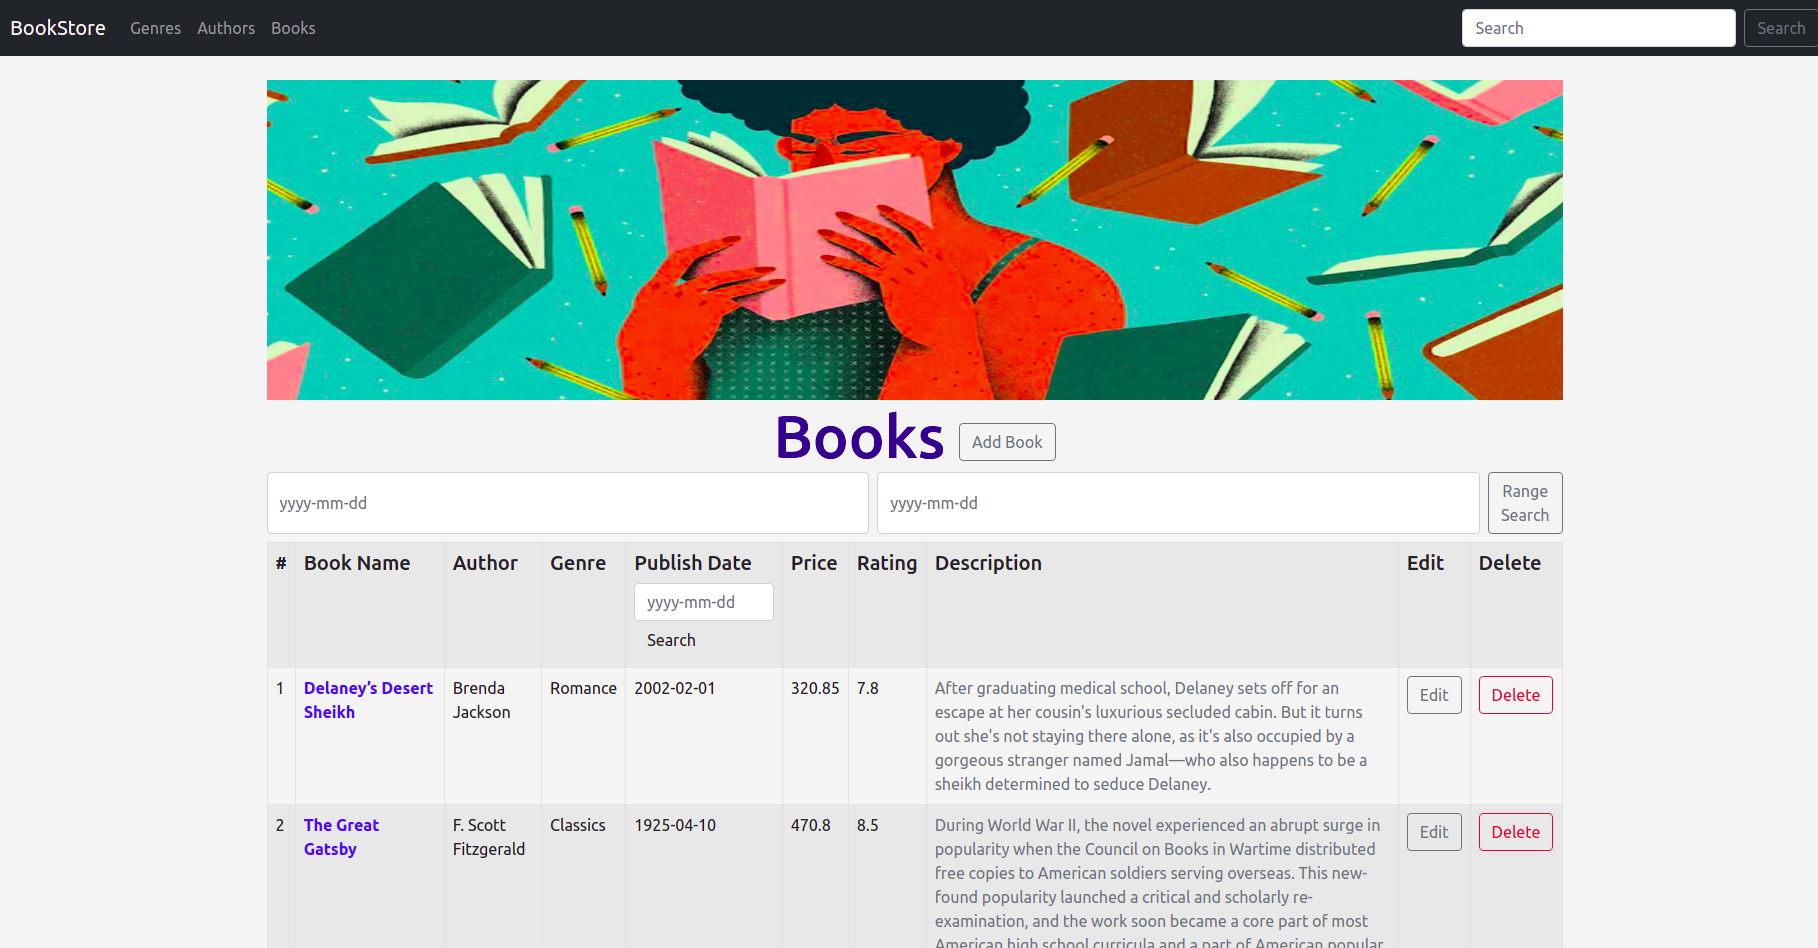 BookStore Genres Authors Books Search Search
Books Add Book
yyyy-mm-dd yyyy-mm-dd Range
Search
# Book Name Author Genre Publish Date Price Rating Description Edit Delete
yyyy-mm-dd
Search
1 Delaney’s Desert Brenda Romance 2002-02-01 320.85 7.8 After graduating medical school, Delaney sets off for an Edit Delete
Sheikh Jackson escape at her cousin's luxurious secluded cabin. But it turns
out she's not staying there alone, as it's also occupied by a
gorgeous stranger named Jamal—who also happens to be a
sheikh determined to seduce Delaney.
2 The Great F. Scott Classics 1925-04-10 470.8 8.5 During World War II, the novel experienced an abrupt surge in Edit Delete
Gatsby Fitzgerald popularity when the Council on Books in Wartime distributed
free copies to American soldiers serving overseas. This new-
found popularity launched a critical and scholarly re-
examination, and the work soon became a core part of most
American high school curricula and a part of American popular